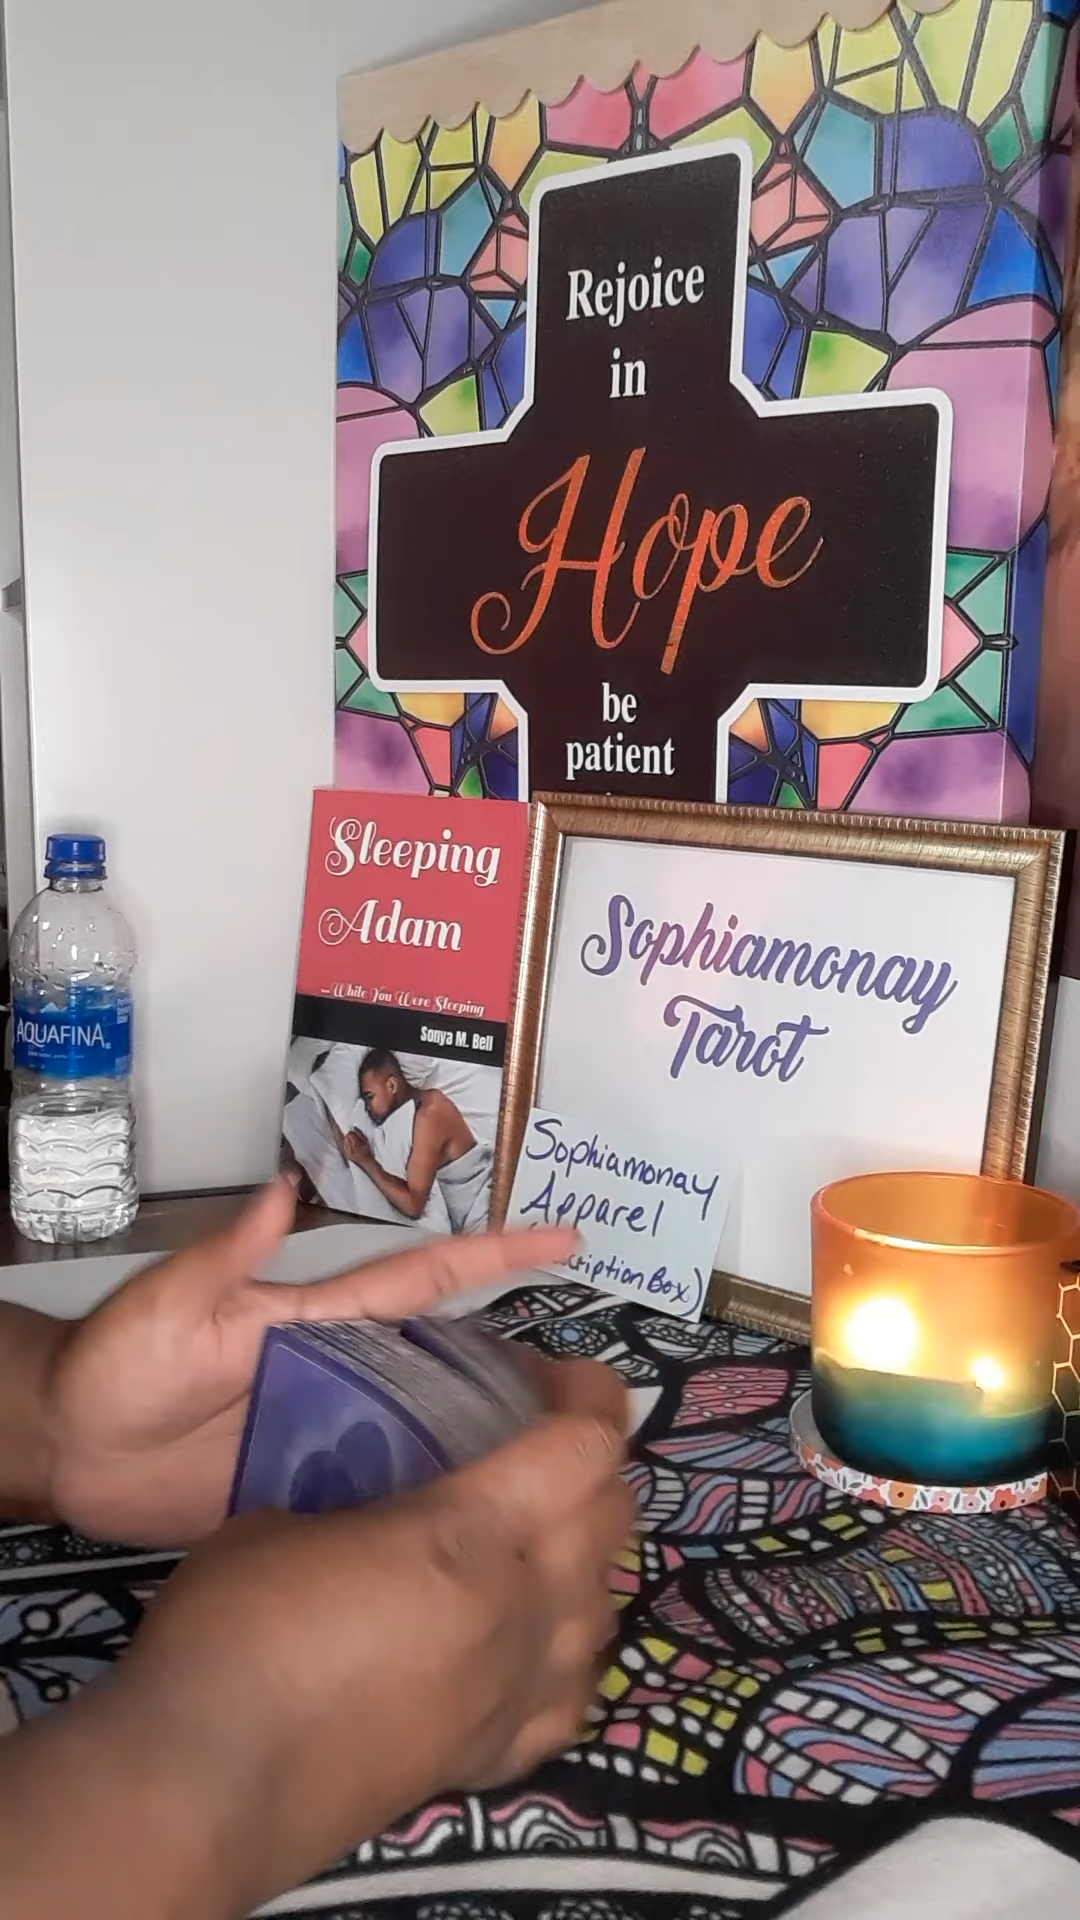 Rejoice
in
Hope
be
patient
Sleeping
Adam
- While You Were Sleeping
Sonya M. Bell
Sophiamonay
Tarot
Sophiamonay
Apparel
Box)
AQUAFINA